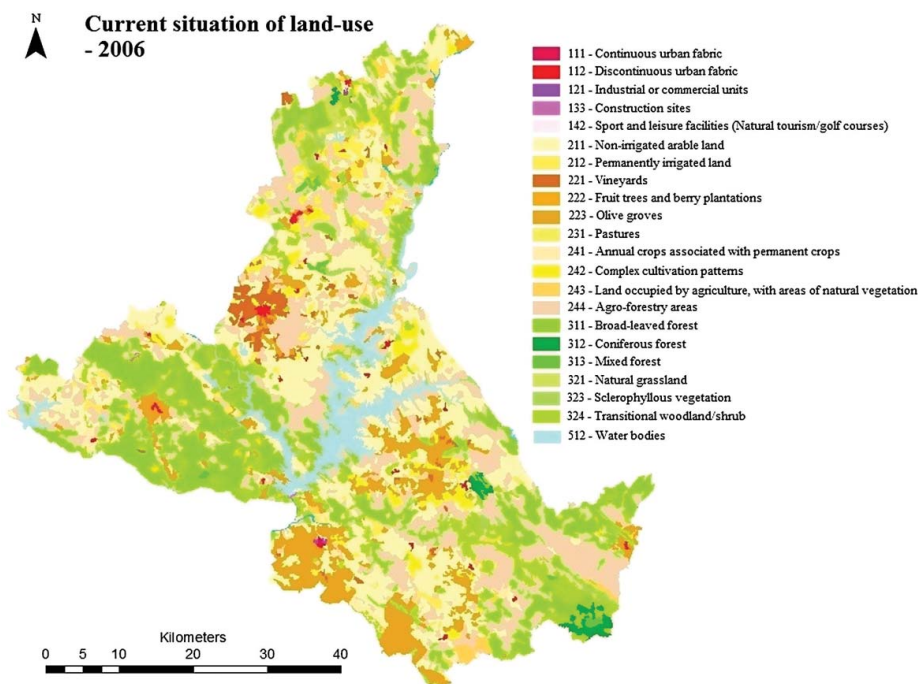 N
Current situation of land-use
- 2006
111 - Continuous urban fabric
112 - Discontinuous urban fabric
121 - Industrial or commercial units
133 - Construction sites
142 - Sport and leisure facilities (Natural tourism/golf courses)
211 - Non-irrigated arable land
212 - Permanently irrigated land
221 - Vineyards
222 - Fruit trees and berry plantations
223 - Olive groves
231 - Pastures
241 - Annual crops associated with permanent crops
242 - Complex cultivation patterns
243 - Land occupied by agriculture, with areas of natural vegetation
244 - Agro-forestry areas
311 - Broad-leaved forest
312 - Coniferous forest
313 - Mixed forest
321 - Natural grassland
323 - Sclerophyllous vegetation
324 - Transitional woodland/shrub
512 - Water bodies
Kilometers
0 5 10 20 30 40